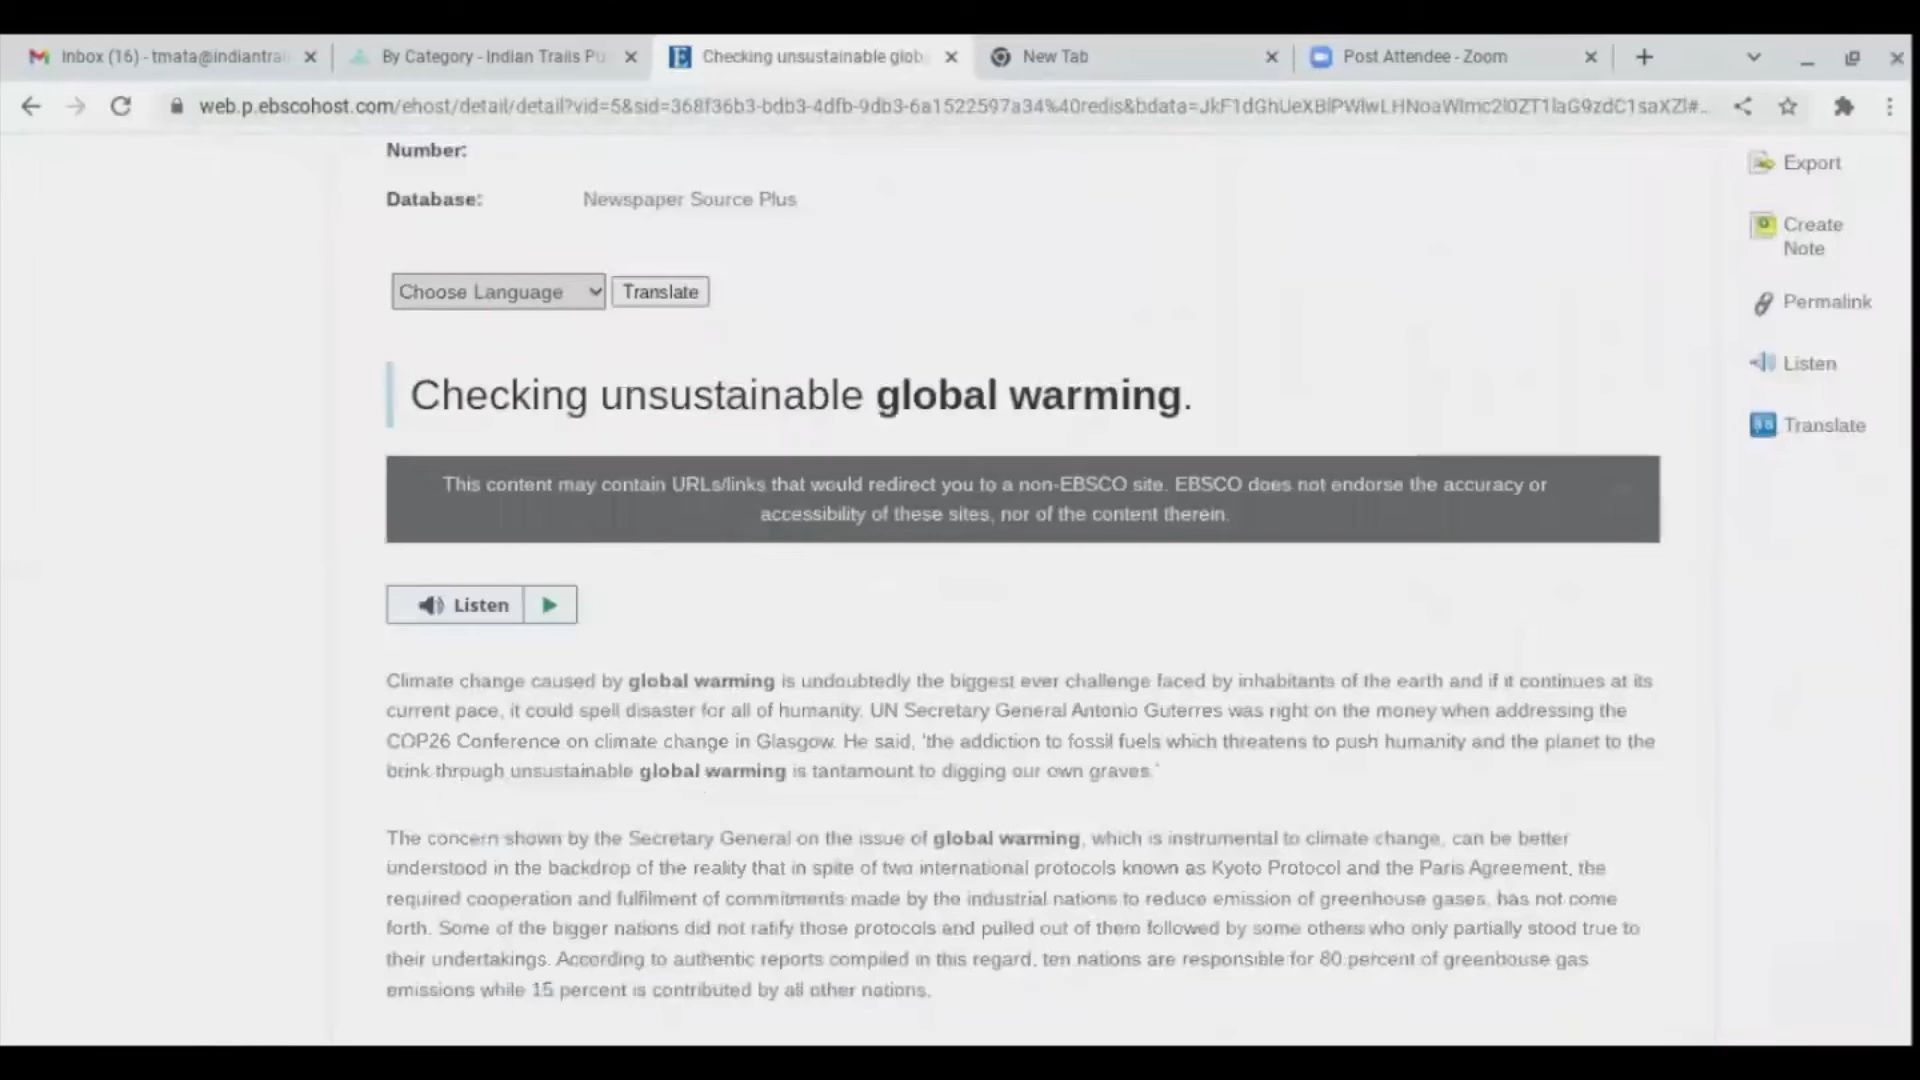 Inbox (16) - tmata@indiantrai
By Category - Indian Trails Pu
Checking unsustainable glob
New Tab
Post Attendee - Zoom
web.p.ebscohost.com/ehost/detail/detail?vid=5&sid=368f36b3-bdb3-4dfb-9db3-6a1522597a34%40redis&bdata=
Number:
Database: Newspaper Source Plus
Choose Language Translate
Checking unsustainable global warming.
This content may contain URLs/links that would redirect you to a non-EBSCO site. EBSCO does not endorse the accuracy or
accessibility of these sites, nor of the content therein.
Listen
Climate change caused by global warming is undoubtedly the biggest ever challenge faced by inhabitants of the earth and if it continues at its
current pace, it could spell disaster for all of humanity. UN Secretary General Antonio Guterres was right on the money when addressing the
COP26 Conference on climate change in Glasgow. He said, 'the addiction to fossil fuels which threatens to push humanity and the planet to the
brink through unsustainable global warming is tantamount to digging our own graves.'
The concern shown by the Secretary General on the issue of global warming, which is instrumental to climate change, can be better
understood in the backdrop of the reality that in spite of two international protocols known as Kyoto Protocol and the Paris Agreement, the
required cooperation and fulfilment of commitments made by the industrial nations to reduce emission of greenhouse gases, has not come
forth. Some of the bigger nations did not ratify those protocols and pulled out of them followed by some others who only partially stood true to
their undertakings. According to authentic reports compiled in this regard, ten nations are responsible for 80 percent of greenhouse gas
emissions while 15 percent is contributed by all other nations.
Export
Create
Note
Permalink
Listen
Translate